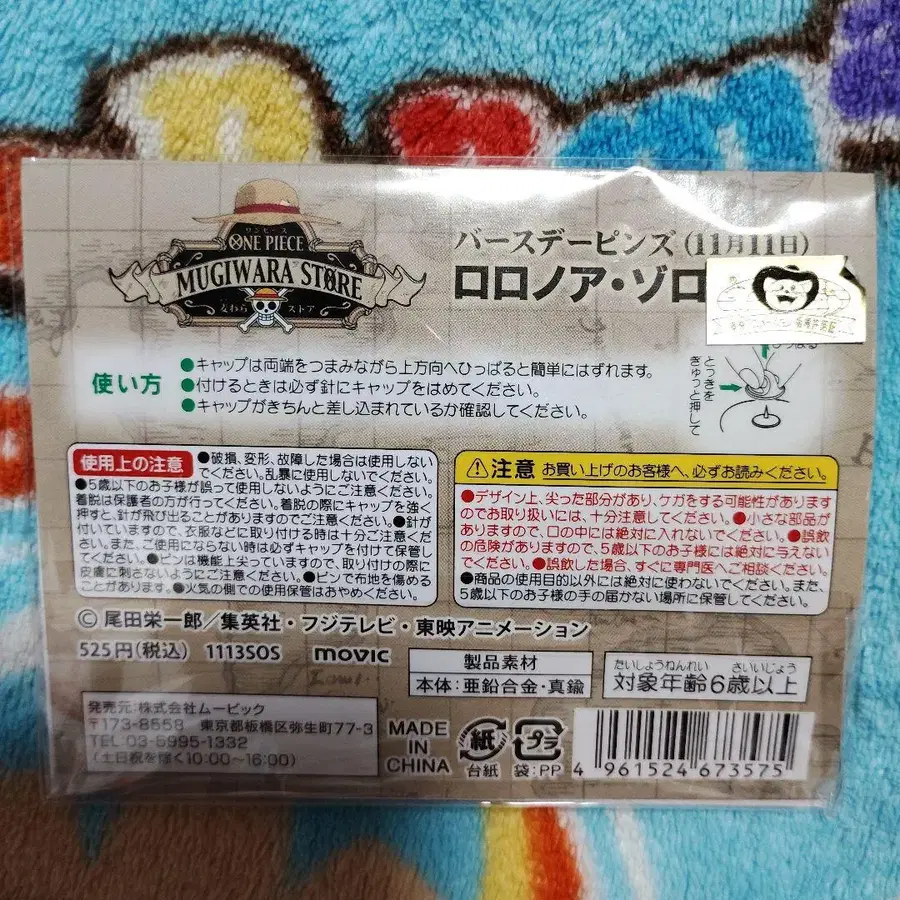 ワンピース
ONE PIECE
MUGIWARA STORE
麦わら ストア
バースデーピンズ(11月11日)
ロロノア・ゾロ
使い方
●キャップは両端をつまみながら上方向へひっぱると簡単にはずれます。
●付けるときは必ず針にキャップをはめてください。
●キャップがきちんと差し込まれているか確認してください。
とっきを
ぎゅっと押して
使用上の注意 ●破損、変形、故障した場合は使用しない
でください。乱暴に使用しないでください。
●5歳以下のお子様が誤って使用しないようにご注意ください。
着脱は保護者の方が行ってください。着脱の際にキャップを強く
押すと、針が飛び出ることがありますのでご注意ください。●針が
付いていますので、衣服などに取り付ける時は十分ご注意くだ
さい。また、ご使用にならない時は必ずキャップを付けて保管し
てください。●ピンは機能上尖っていますので、取り付けの際に
皮膚に刺さないようにご注意ください。●ピンで布地を傷める
ことがあります。●火気の側での使用保管はおやめください。
注意 お買い上げのお客様へ、必ずお読みください。
●デザイン上、尖った部分があり、ケガをする可能性があります
のでお取り扱いには、十分注意してください。●小さな部品が
ありますので、口の中には絶対に入れないでください。●誤飲
の危険がありますので、5歳以下のお子様には絶対に与えない
でください。●誤飲した場合、すぐに専門医へご相談ください。
●商品の使用目的以外には絶対に使わないでください。また、
5歳以下のお子様の手の届かない場所に保管してください。
© 尾田栄一郎/集英社・フジテレビ・東映アニメーション
525円(税込) 1113SOS movic
製品素材
本体:亜鉛合金・真鍮
たいしょうねんれい さいいじょう
対象年齢6歳以上
発売元:株式会社ムービック
〒173-8558 東京都板橋区弥生町77-3
TEL:03-5995-1332
(土日祝を除く10:00~16:00)
MADE
IN
CHINA
紙
台紙
プラ
袋:PP
4 961524 673575